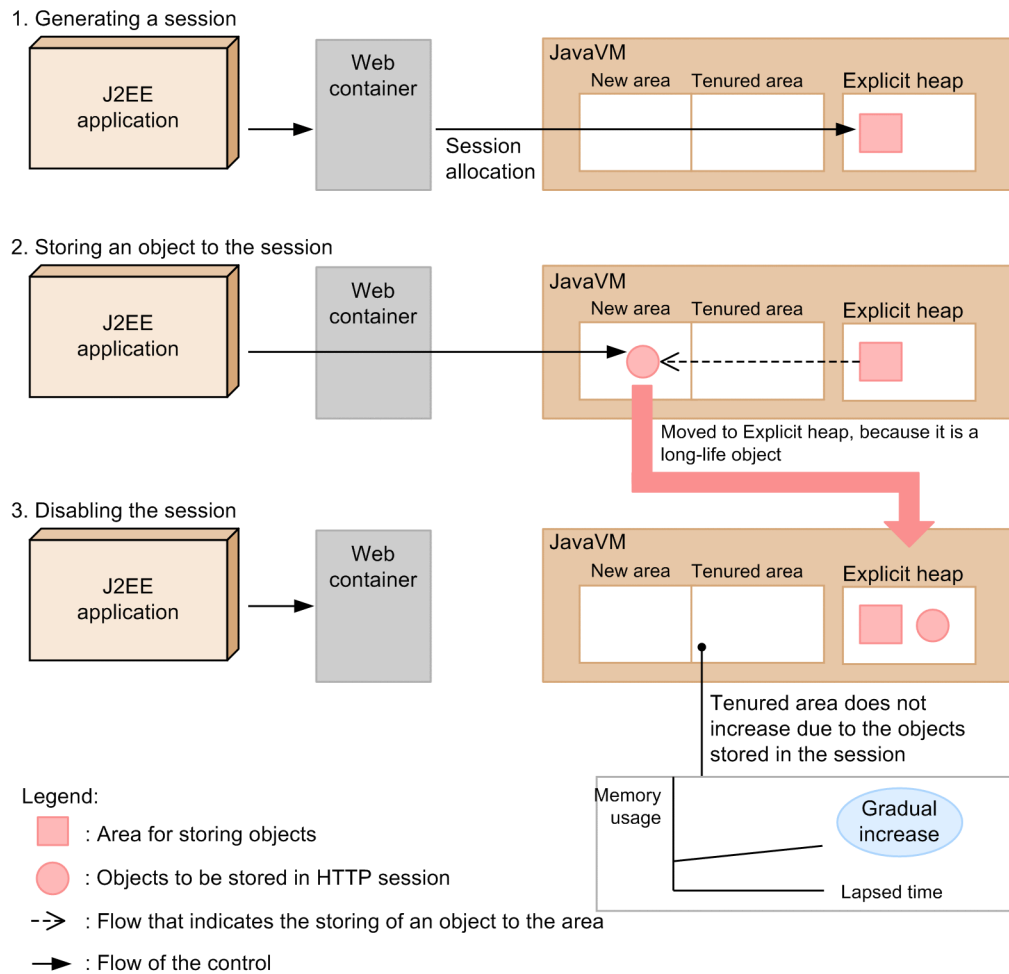 1. Generating a session
J2EE
application
Web
container
Session
allocation
JavaVM
New area
Tenured area
Explicit heap
2. Storing an object to the session
J2EE
application
Web
container
JavaVM
New area
Tenured area
Explicit heap
Moved to Explicit heap, because it is a
long-life object
3. Disabling the session
J2EE
application
Web
container
JavaVM
New area
Tenured area
Explicit heap
Tenured area does not
increase due to the objects
stored in the session
Memory
usage
Gradual
increase
Lapsed time
Legend:
: Area for storing objects
: Objects to be stored in HTTP session
: Flow that indicates the storing of an object to the area
: Flow of the control